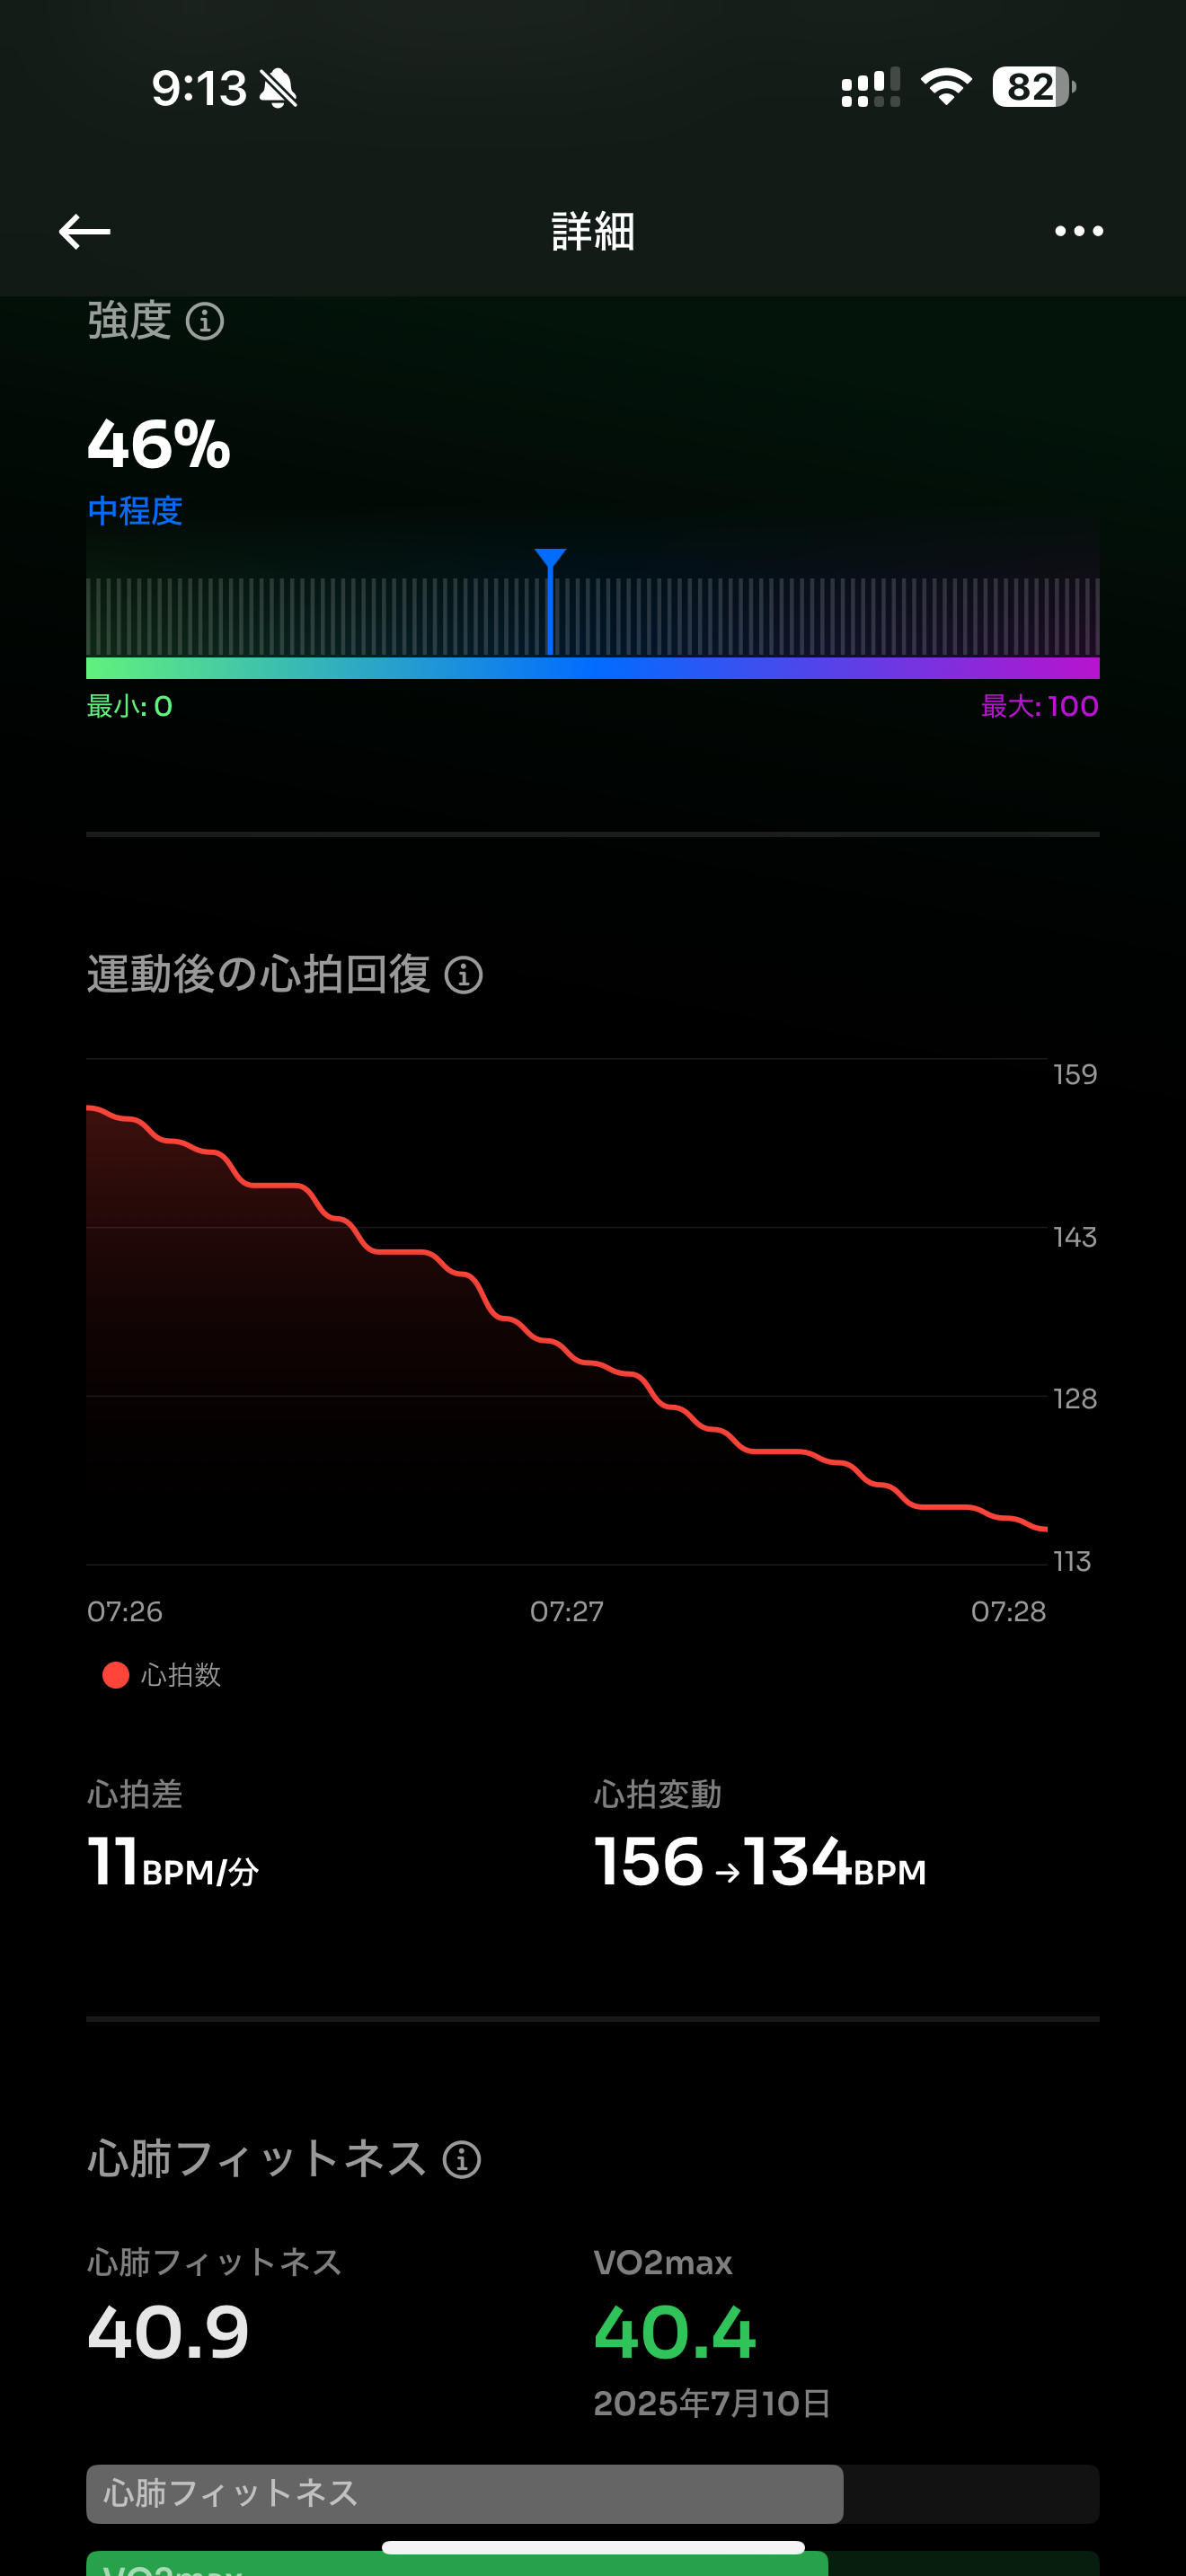 9:13
82
詳細
強度
46%
中程度
最小: 0
最大: 100
運動後の心拍回復
159
143
128
113
07:26
07:27
07:28
心拍数
心拍差
心拍変動
11BPM/分
156→134BPM
心肺フィットネス
心肺フィットネス
VO2max
40.9
40.4
2025年7月10日
心肺フィットネス
VO2max